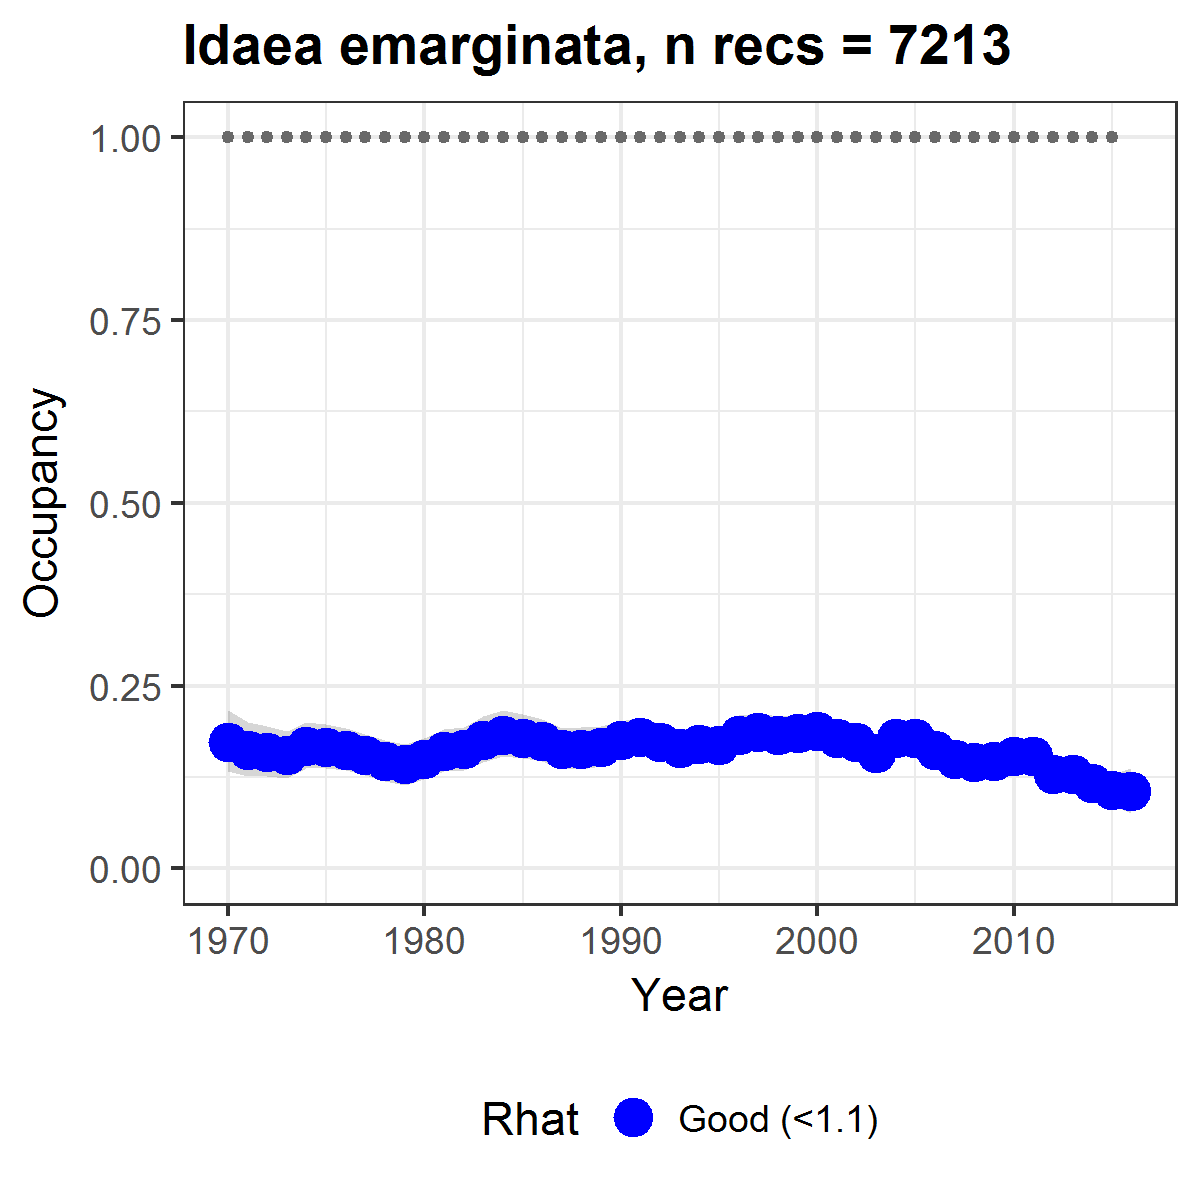 Idaea emarginata, n recs = 7213
1.00
0.75
0.50
0.25
0.00
Occupancy
1970 1980 1990 2000 2010
Year
Rhat Good (<1.1)